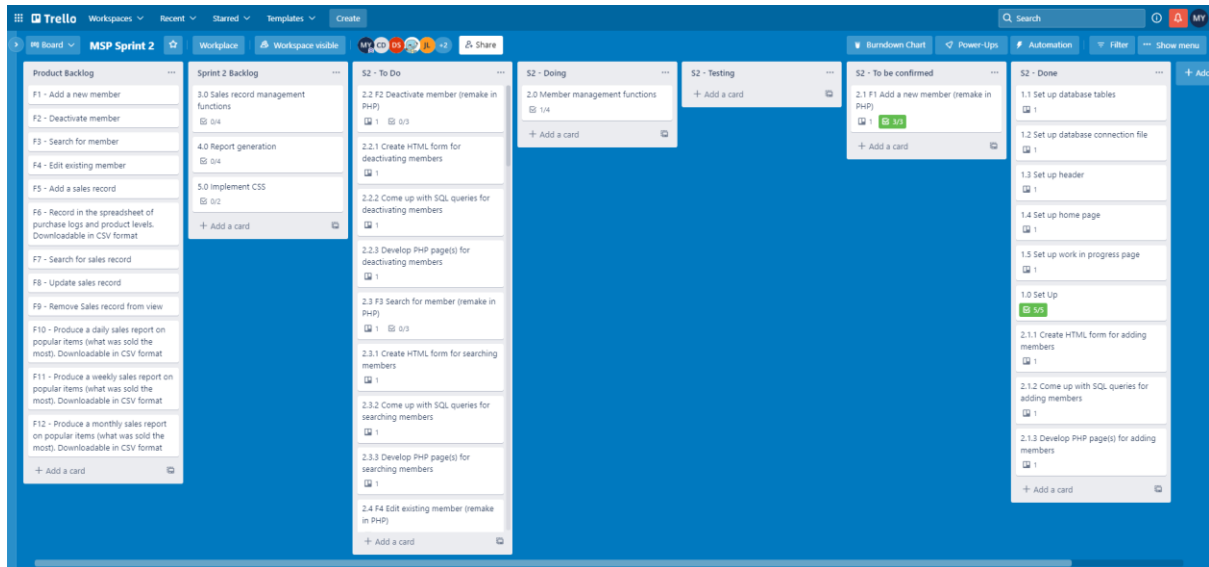 Trello Workspaces Recent Starred Templates Create Search MY
Board MSP Sprint 2 Workplace Workspace visible MY CD DS JL +2 Share Burndown Chart Power-Ups Automation Filter Show menu
Product Backlog
F1 - Add a new member
F2 - Deactivate member
F3 - Search for member
F4 - Edit existing member
F5 - Add a sales record
F6 - Record in the spreadsheet of
purchase logs and product levels.
Downloadable in CSV format
F7 - Search for sales record
F8 - Update sales record
F9 - Remove Sales record from view
F10 - Produce a daily sales report on
popular items (what was sold the
most). Downloadable in CSV format
F11 - Produce a weekly sales report on
popular items (what was sold the
most). Downloadable in CSV format
F12 - Produce a monthly sales report
on popular items (what was sold the
most). Downloadable in CSV format
+ Add a card
Sprint 2 Backlog
3.0 Sales record management
functions
0/4
4.0 Report generation
0/4
5.0 Implement CSS
0/2
+ Add a card
S2 - To Do
2.2 F2 Deactivate member (remake in
PHP)
1 0/3
2.2.1 Create HTML form for
deactivating members
1
2.2.2 Come up with SQL queries for
deactivating members
1
2.2.3 Develop PHP page(s) for
deactivating members
1
2.3 F3 Search for member (remake in
PHP)
1 0/3
2.3.1 Create HTML form for searching
members
1
2.3.2 Come up with SQL queries for
searching members
1
2.3.3 Develop PHP page(s) for
searching members
1
2.4 F4 Edit existing member (remake
in PHP)
+ Add a card
S2 - Doing
2.0 Member management functions
1/4
+ Add a card
S2 - Testing
+ Add a card
S2 - To be confirmed
2.1 F1 Add a new member (remake in
PHP)
1 3/3
+ Add a card
S2 - Done
1.1 Set up database tables
1
1.2 Set up database connection file
1
1.3 Set up header
1
1.4 Set up home page
1
1.5 Set up work in progress page
1
1.0 Set Up
5/5
2.1.1 Create HTML form for adding
members
1
2.1.2 Come up with SQL queries for
adding members
1
2.1.3 Develop PHP page(s) for adding
members
1
+ Add a card
+ Add